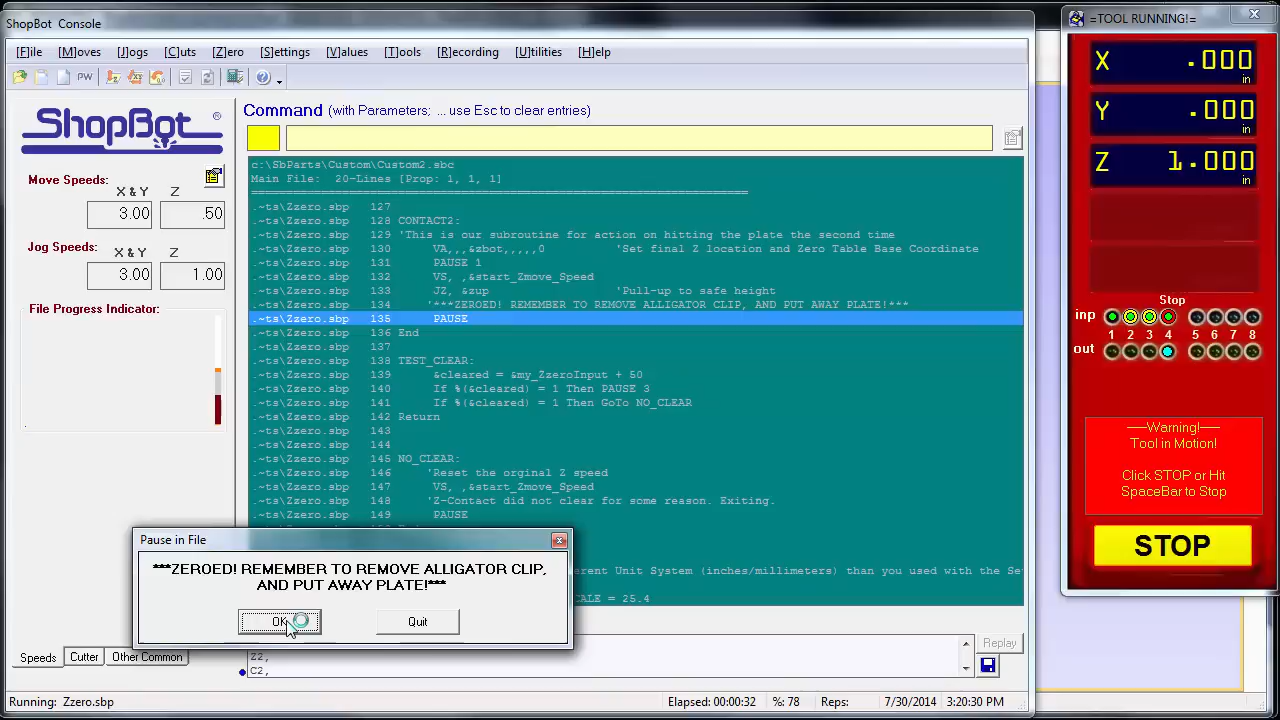 ShopBot Console
[F]ile [M]oves [J]ogs [C]uts [Z]ero [S]ettings [V]alues [T]ools [R]ecording [U]tilities [H]elp
PW
ShopBot®
Move Speeds:
X & Y Z
3.00 .50
Jog Speeds:
X & Y Z
3.00 1.00
File Progress Indicator:
Command (with Parameters; ... use Esc to clear entries)
c:\SbParts\Custom\Custom2.sbc
Main File: 20-Lines [Prop: 1, 1, 1]
.~ts\Zzero.sbp 127
.~ts\Zzero.sbp 128 CONTACT2:
.~ts\Zzero.sbp 129 'This is our subroutine for action on hitting the plate the second time
.~ts\Zzero.sbp 130 VA,,,&zbot,,,,,0 'Set final Z location and Zero Table Base Coordinate
.~ts\Zzero.sbp 131 PAUSE 1
.~ts\Zzero.sbp 132 VS, ,&start_Zmove_Speed
.~ts\Zzero.sbp 133 JZ, &zup 'Pull-up to safe height
.~ts\Zzero.sbp 134 '***ZEROED! REMEMBER TO REMOVE ALLIGATOR CLIP, AND PUT AWAY PLATE!***
.~ts\Zzero.sbp 135 PAUSE
.~ts\Zzero.sbp 136 End
.~ts\Zzero.sbp 137
.~ts\Zzero.sbp 138 TEST_CLEAR:
.~ts\Zzero.sbp 139 &cleared = &my_ZzeroInput + 50
.~ts\Zzero.sbp 140 If %(&cleared) = 1 Then PAUSE 3
.~ts\Zzero.sbp 141 If %(&cleared) = 1 Then GoTo NO_CLEAR
.~ts\Zzero.sbp 142 Return
.~ts\Zzero.sbp 143
.~ts\Zzero.sbp 144
.~ts\Zzero.sbp 145 NO_CLEAR:
.~ts\Zzero.sbp 146 'Reset the orginal Z speed
.~ts\Zzero.sbp 147 VS, ,&start_Zmove_Speed
.~ts\Zzero.sbp 148 'Z-Contact did not clear for some reason. Exiting.
.~ts\Zzero.sbp 149 PAUSE
erent Unit System (inches/millimeters) than you used with the Se
CALE = 25.4
Pause in File
***ZEROED! REMEMBER TO REMOVE ALLIGATOR CLIP,
AND PUT AWAY PLATE!***
OK Quit
Speeds Cutter Other Common
Z2,
C2,
Replay
Running: Zzero.sbp Elapsed: 00:00:32 %: 78 Reps: 7/30/2014 3:20:30 PM
=TOOL RUNNING!=
X .000 in
Y .000 in
Z 1.000 in
Stop
inp
1 2 3 4 5 6 7 8
out
----Warning!----
Tool in Motion!
Click STOP or Hit
SpaceBar to Stop
STOP